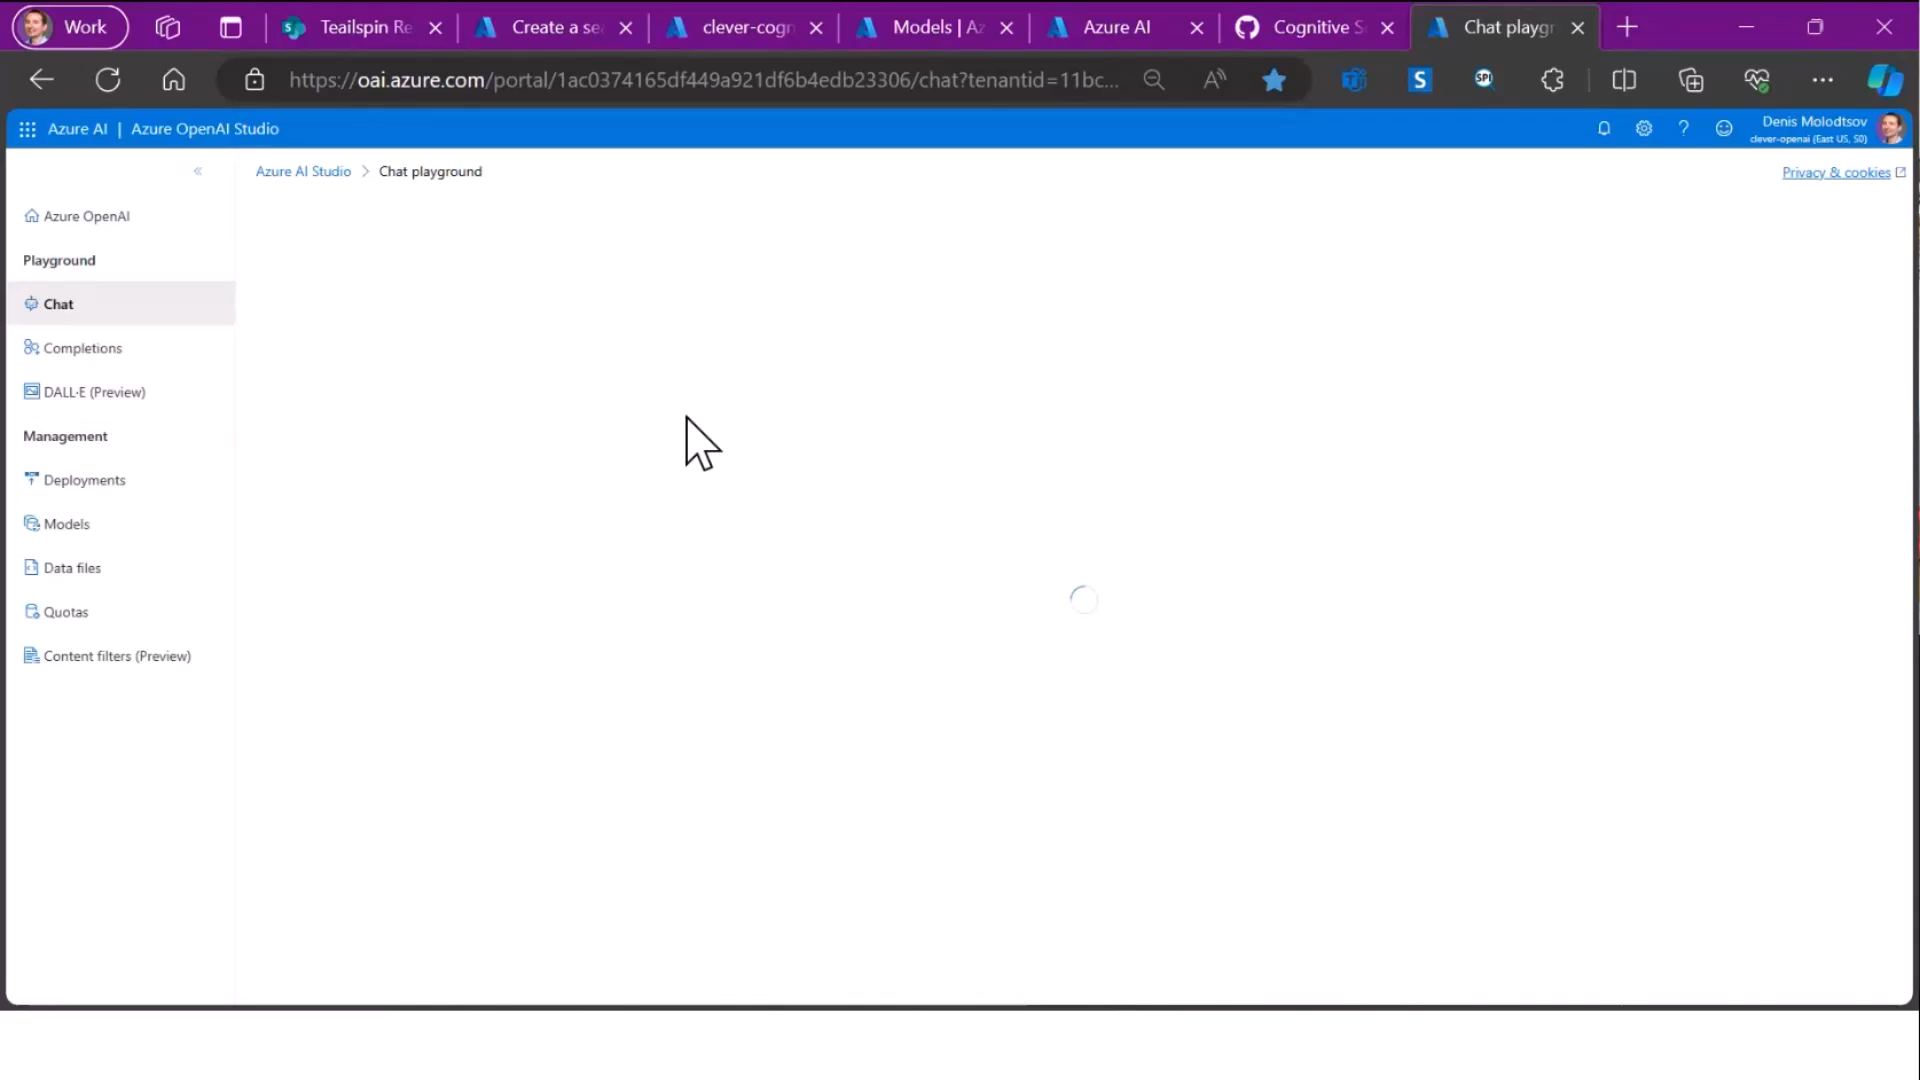 Work
Teailspin Re
Create a se
clever-cogn
Models | Az
Azure AI
Cognitive S
Chat playgr
https://oai.azure.com/portal/1ac0374165df449a921df6b4edb23306/chat?tenantid=11bc...
Azure AI | Azure OpenAI Studio
Denis Molodtsov
clever-openai (East US, S0)
Azure AI Studio > Chat playground
Privacy & cookies
Azure OpenAI
Playground
Chat
Completions
DALL·E (Preview)
Management
Deployments
Models
Data files
Quotas
Content filters (Preview)